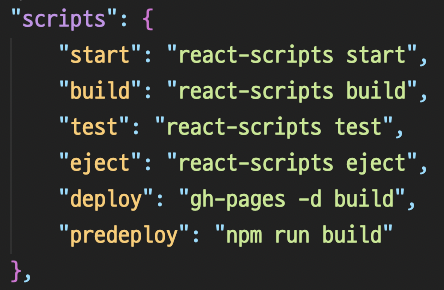 "scripts": {
"start": "react-scripts start",
"build": "react-scripts build",
"test": "react-scripts test",
"eject": "react-scripts eject",
"deploy": "gh-pages -d build",
"predeploy": "npm run build"
},